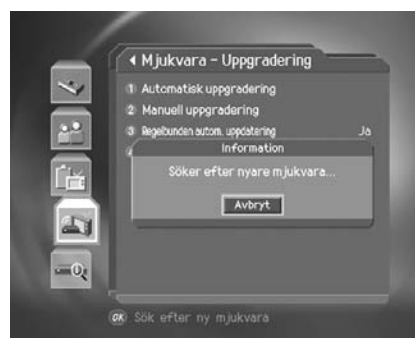 Mjukvara - Uppgradering
1 Automatisk uppgradering
2 Manuell uppgradering
3 Regelbunden autom. uppdatering Ja
Information
Söker efter nyare mjukvara...
Avbryt
OK Sök efter ny mjukvara